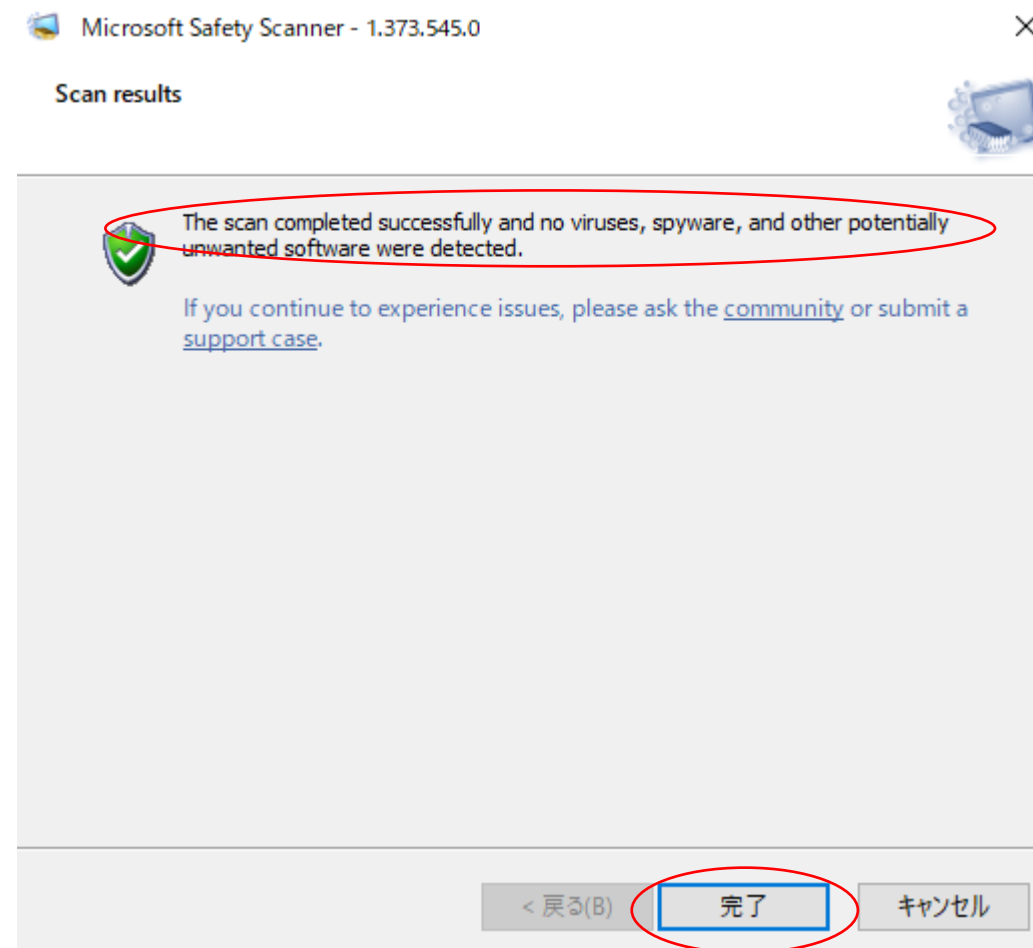 Microsoft Safety Scanner - 1.373.545.0
Scan results
The scan completed successfully and no viruses, spyware, and other potentially
unwanted software were detected.
If you continue to experience issues, please ask the community or submit a
support case.
< 戻る(B)
完了
キャンセル